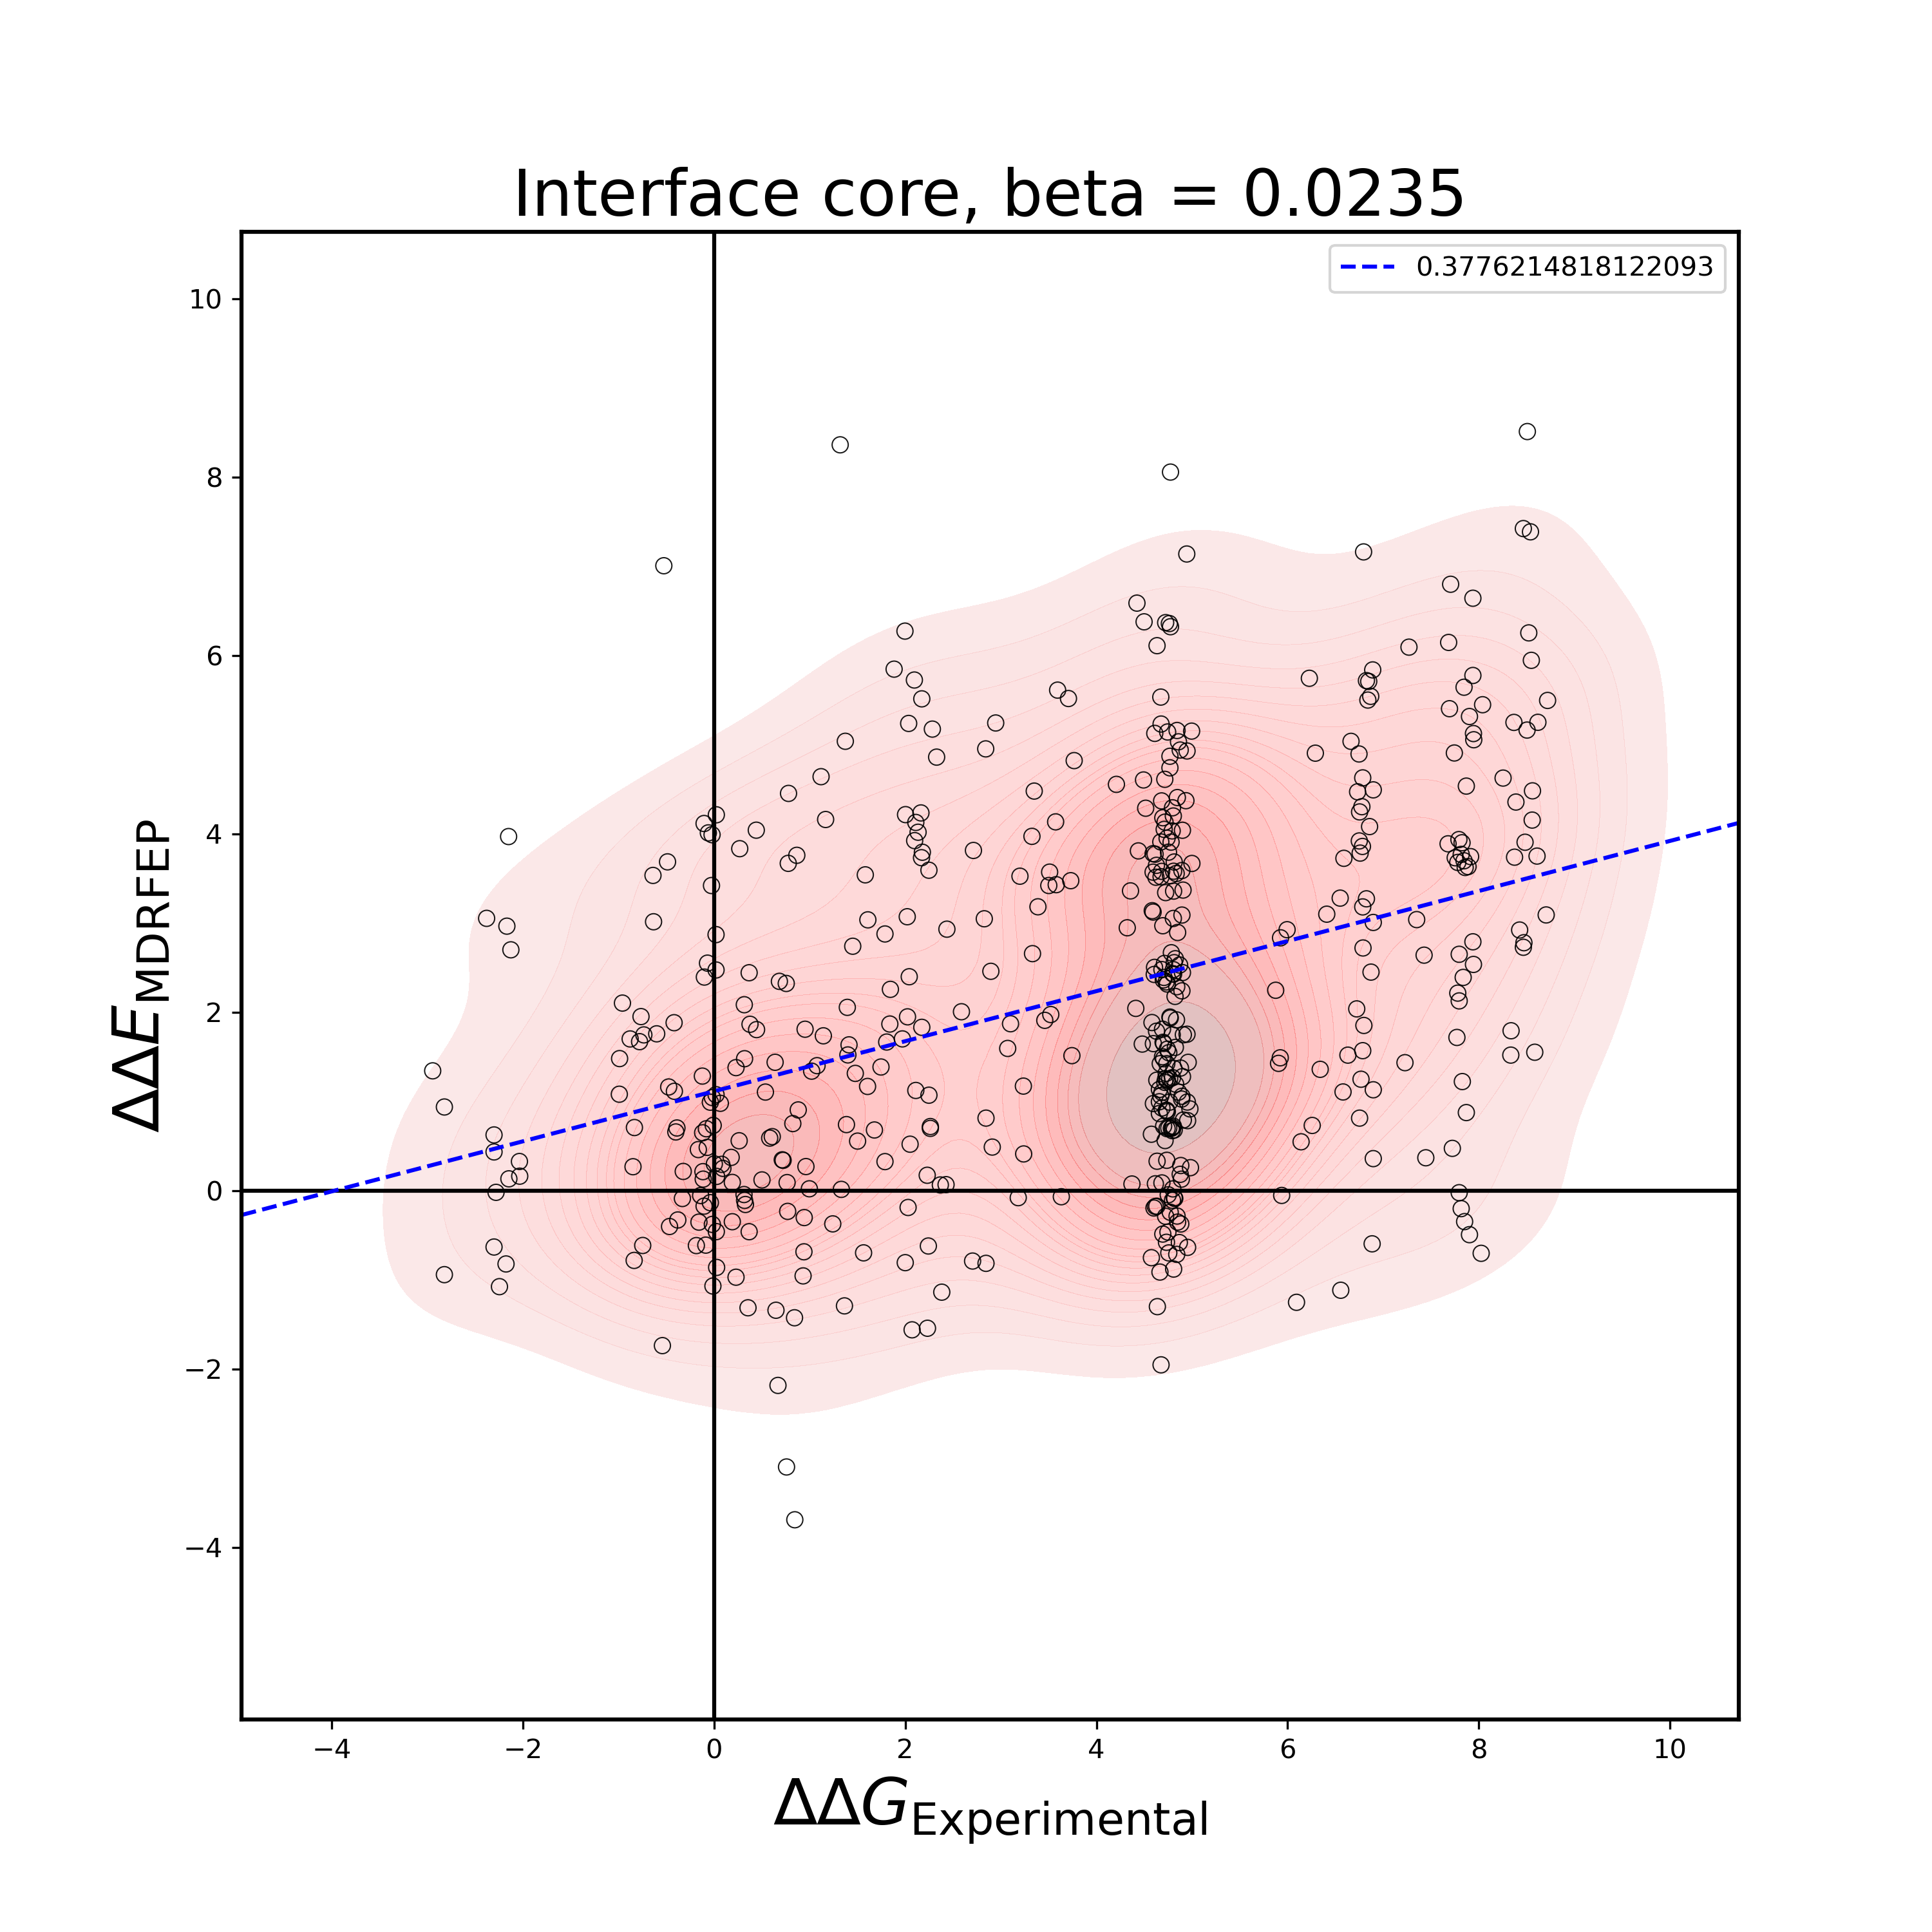 Interface core, beta = 0.0235
0.3776214818122093
10
8
6
4
2
0
−2
−4
ΔΔE_MDRFEP
−4 −2 0 2 4 6 8 10
ΔΔG_Experimental